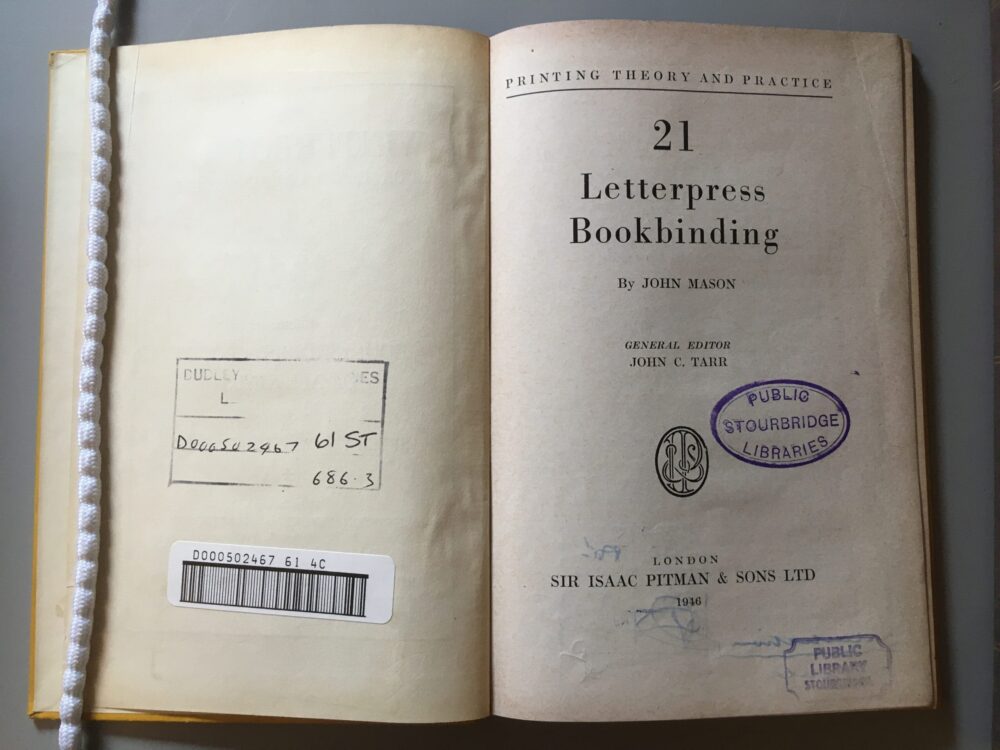 DUDLEY
L
D000502467 61 ST
686.3
D000502467 61 4C
PRINTING THEORY AND PRACTICE
21
Letterpress
Bookbinding
By JOHN MASON
GENERAL EDITOR
JOHN C. TARR
PUBLIC
STOURBRIDGE
LIBRARIES
LONDON
SIR ISAAC PITMAN & SONS LTD
1946
PUBLIC
LIBRARY